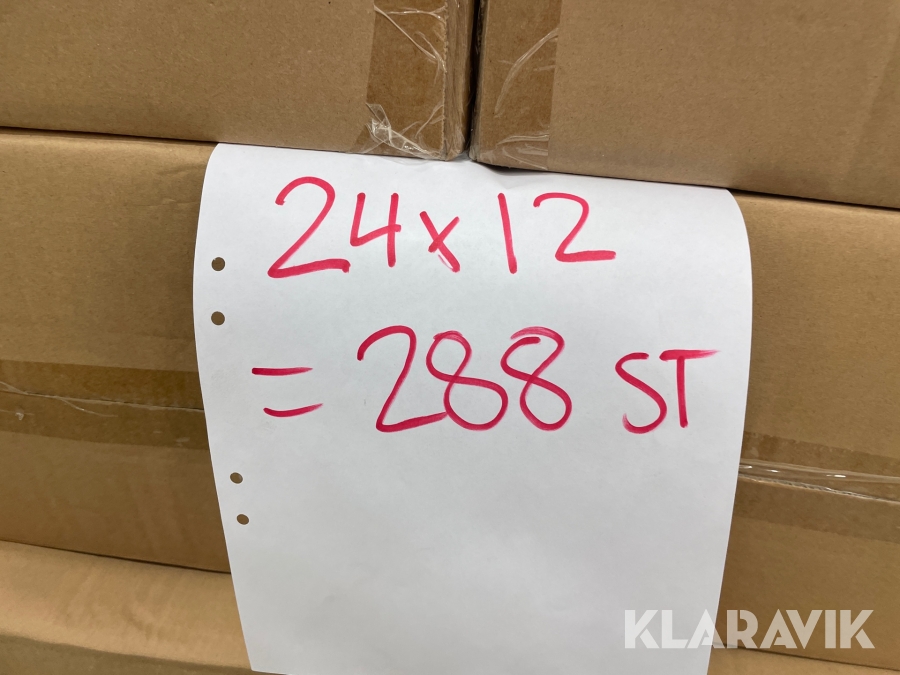 24x12
= 288 ST
KLARAVIK